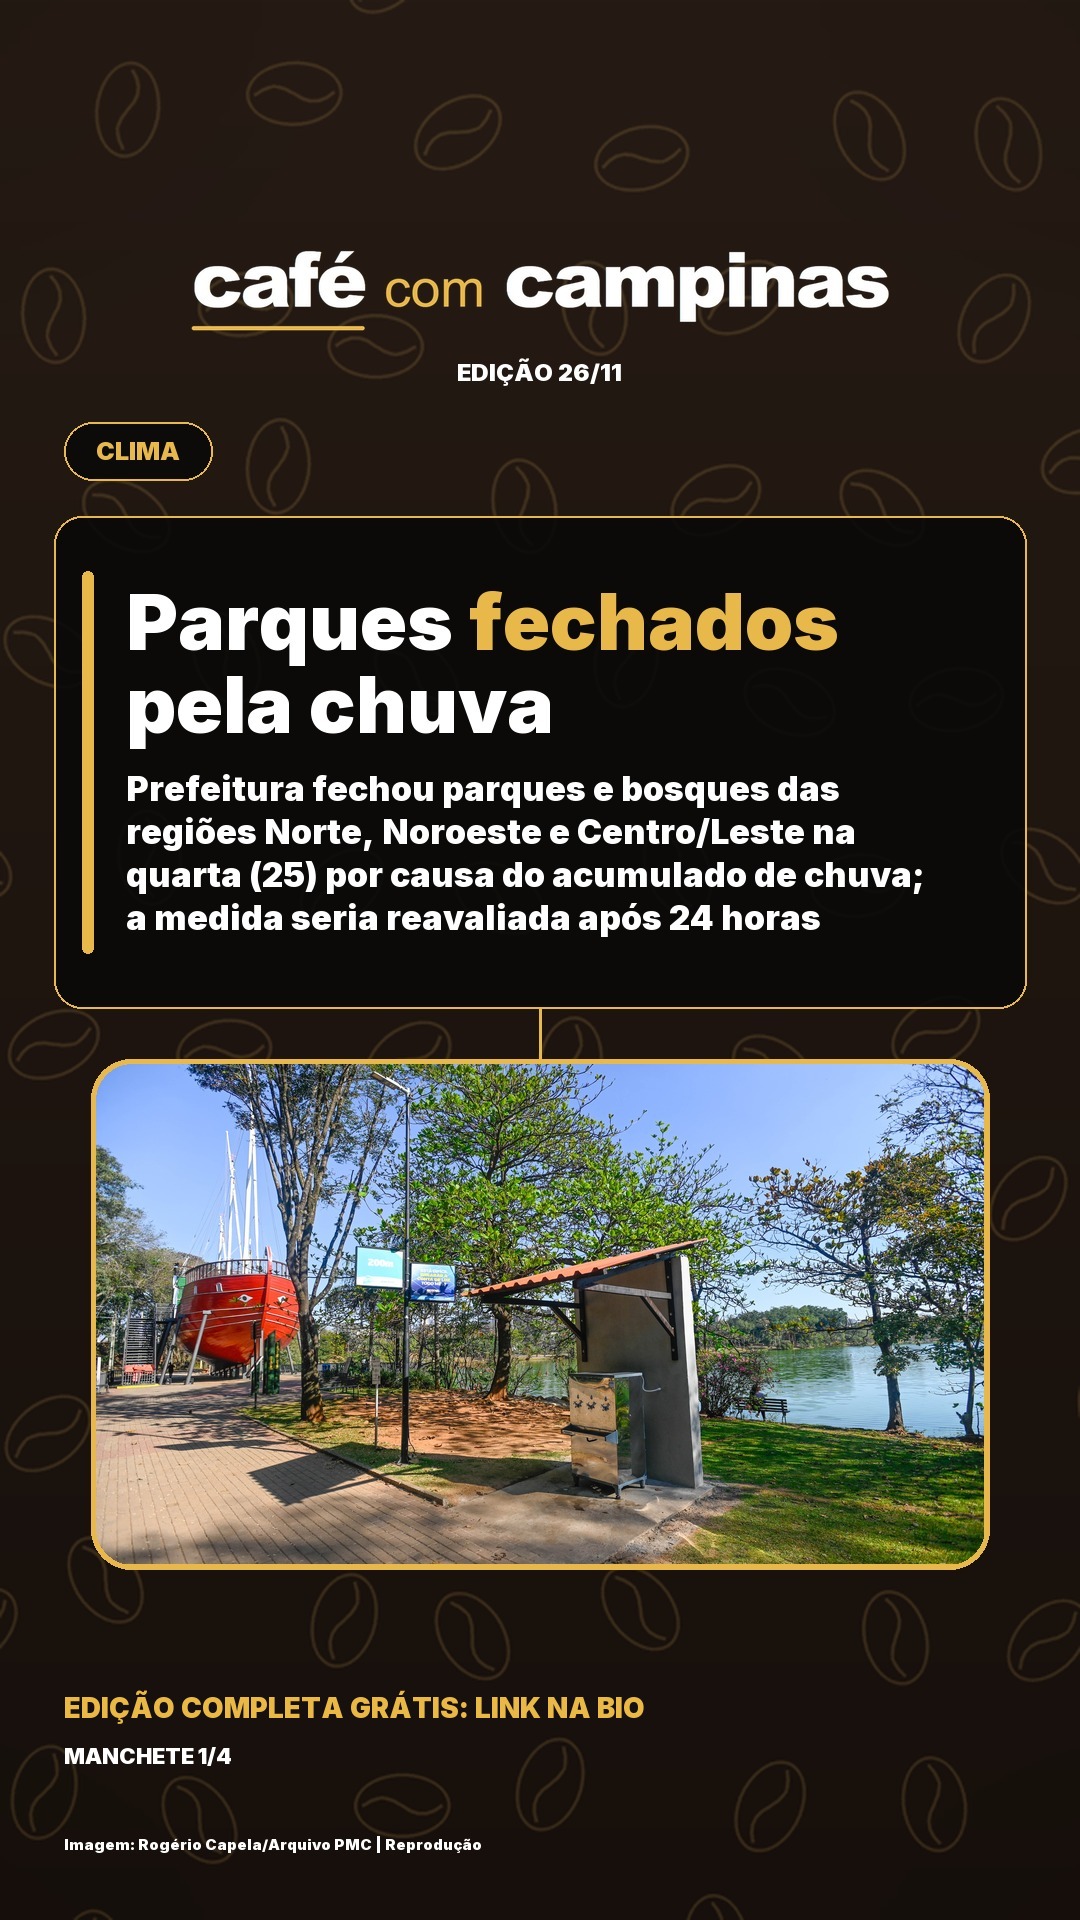 café com campinas
EDIÇÃO 26/11
CLIMA
Parques fechados
pela chuva
Prefeitura fechou parques e bosques das
regiões Norte, Noroeste e Centro/Leste na
quarta (25) por causa do acumulado de chuva;
a medida seria reavaliada após 24 horas
EDIÇÃO COMPLETA GRÁTIS: LINK NA BIO
MANCHETE 1/4
Imagem: Rogério Capela/Arquivo PMC | Reprodução